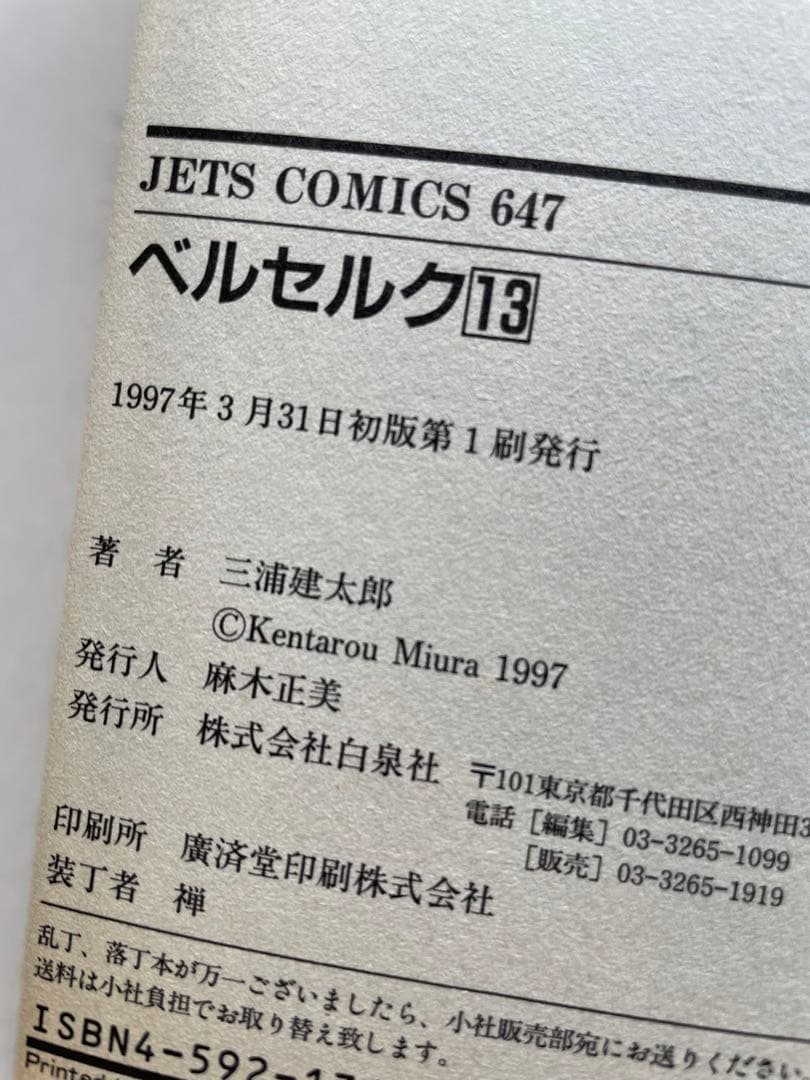 JETS COMICS 647
ベルセルク13
1997年3月31日初版第1刷発行
著 者 三浦建太郎
©Kentarou Miura 1997
発行人 麻木正美
発行所 株式会社白泉社
〒101東京都千代田区西神田3
電話［編集］03-3265-1099
［販売］03-3265-1919
印刷所 廣済堂印刷株式会社
装丁者 禅
乱丁、落丁本が万一ございましたら、小社販売部宛にお送りください。
送料は小社負担でお取り替え致します。
ISBN4-592-13
Printed